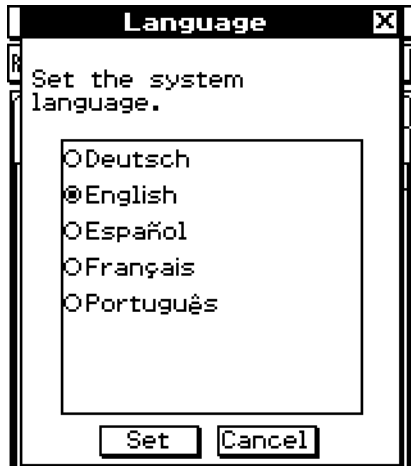 Language
Set the system
language.
Deutsch
English
Español
Français
Português
Set
Cancel